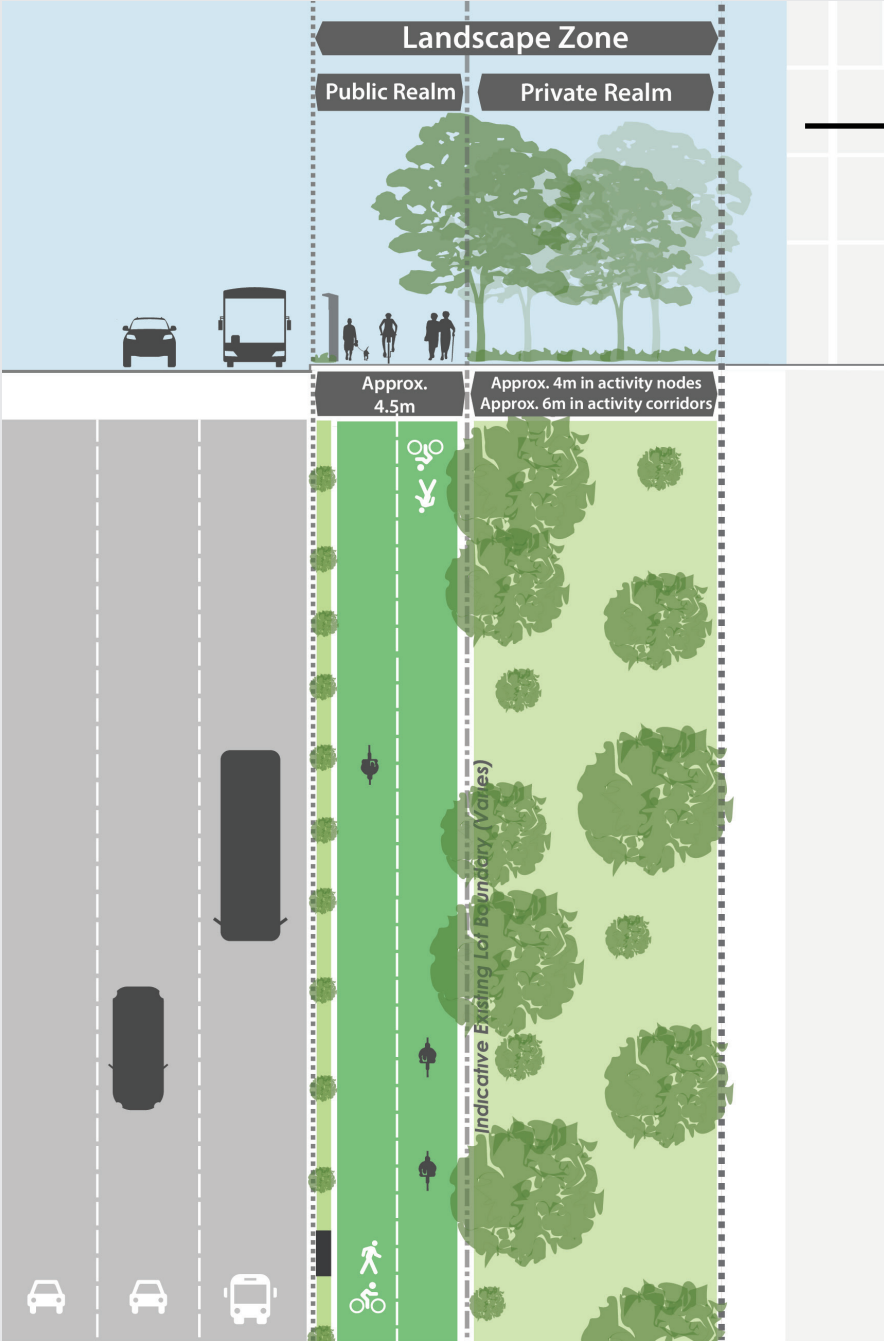 Landscape Zone
Public Realm
Private Realm
Approx.
4.5m
Approx. 4m in activity nodes
Approx. 6m in activity corridors
Indicative Existing Lot Boundary (Varies)